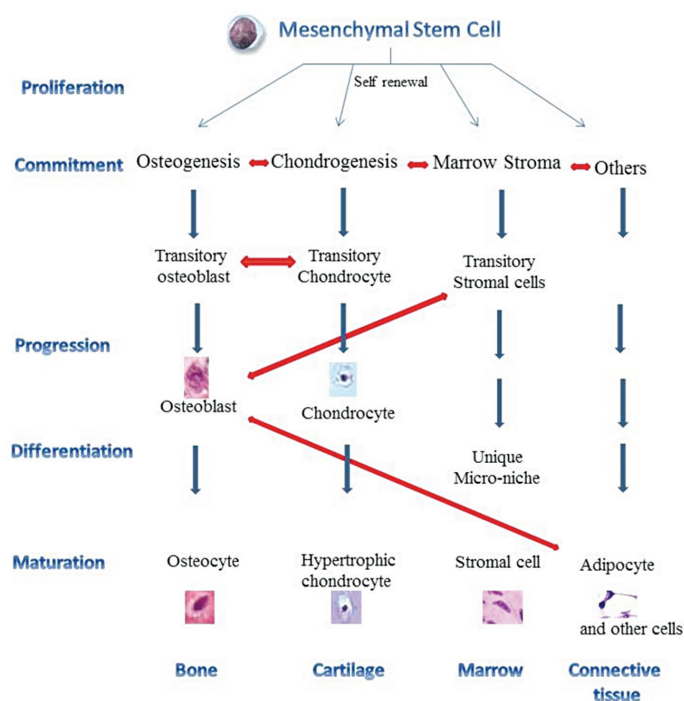 Mesenchymal Stem Cell
Self renewal
Proliferation
Commitment
Osteogenesis
Chondrogenesis
Marrow Stroma
Others
Transitory
osteoblast
Transitory
Chondrocyte
Transitory
Stromal cells
Progression
Osteoblast
Chondrocyte
Differentiation
Unique
Micro-niche
Maturation
Osteocyte
Hypertrophic
chondrocyte
Stromal cell
Adipocyte
and other cells
Bone
Cartilage
Marrow
Connective
tissue